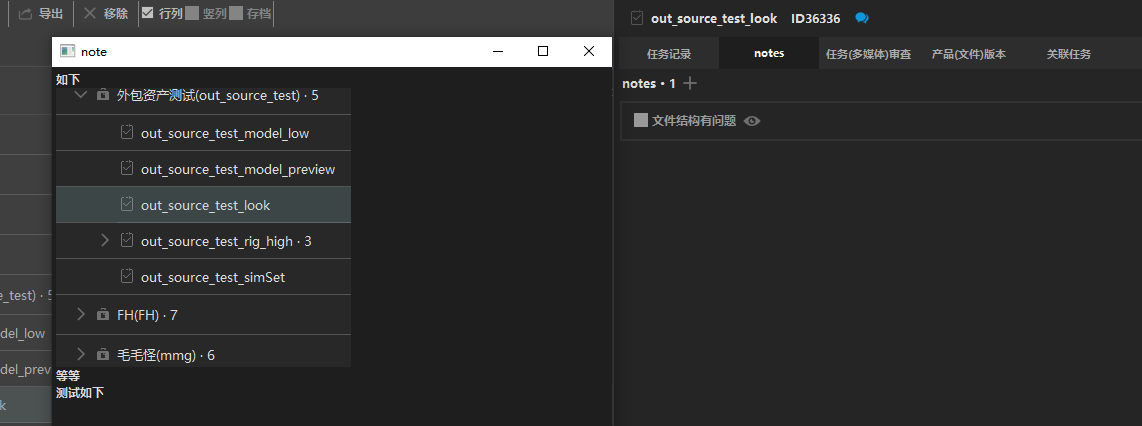 导出
移除
行列
竖列
存档
e_test) · 5
del_low
del_prev
k
note
如下
外包资产测试(out_source_test) · 5
out_source_test_model_low
out_source_test_model_preview
out_source_test_look
out_source_test_rig_high · 3
out_source_test_simSet
FH(FH) · 7
毛毛怪(mmg) · 6
等等
测试如下
out_source_test_look ID36336
任务记录
notes
任务(多媒体)审查
产品(文件)版本
关联任务
notes · 1
文件结构有问题